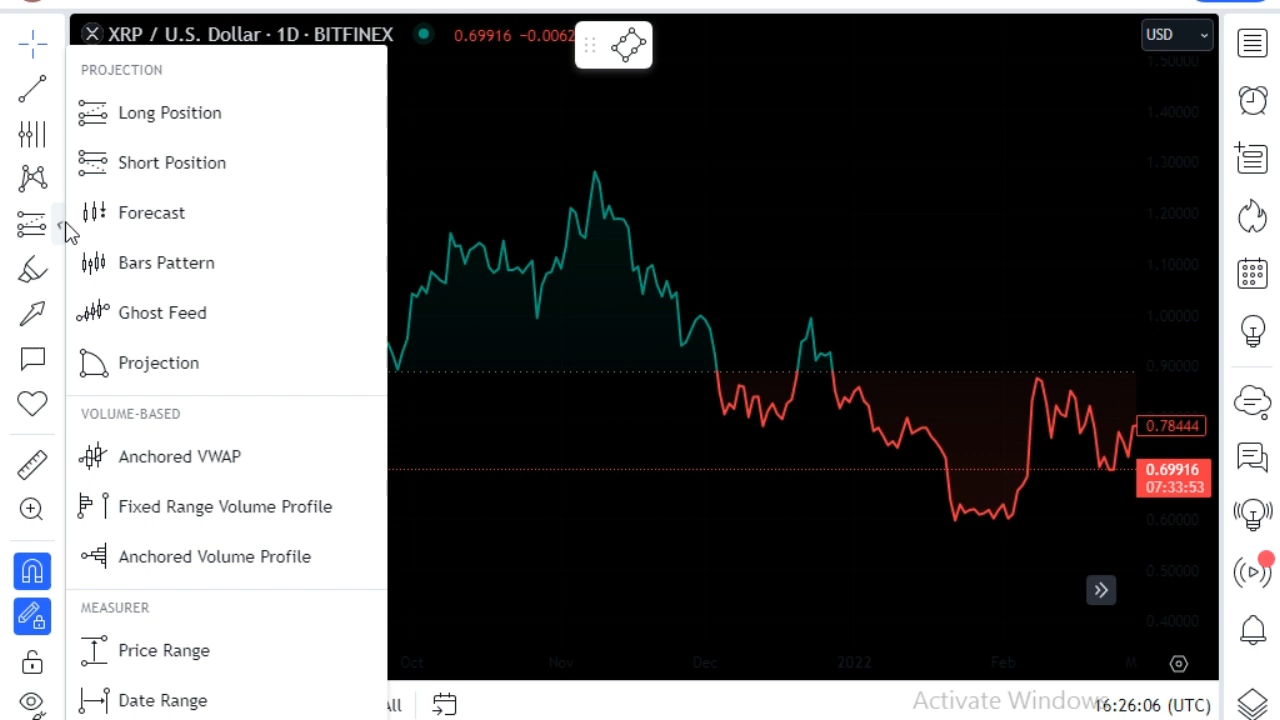 XRP / U.S. Dollar · 1D · BITFINEX
0.69916 −0.0062
USD
PROJECTION
Long Position
Short Position
Forecast
Bars Pattern
Ghost Feed
Projection
VOLUME-BASED
Anchored VWAP
Fixed Range Volume Profile
Anchored Volume Profile
MEASURER
Price Range
Date Range
1.50000
1.40000
1.30000
1.20000
1.10000
1.00000
0.90000
0.78444
0.69916
07:33:53
0.60000
0.50000
0.40000
Oct
Nov
Dec
2022
Feb
M
All
Activate Windows
16:26:06 (UTC)